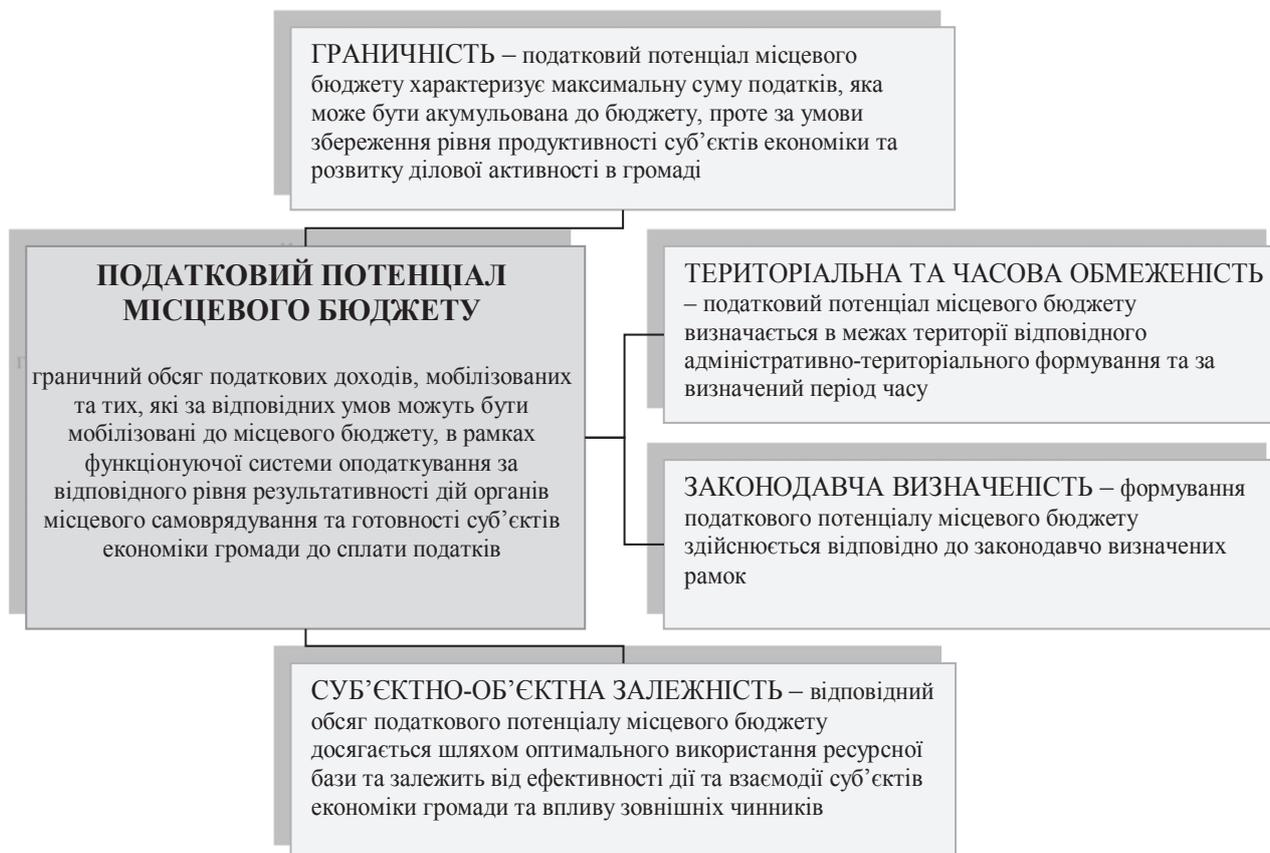 ГРАНИЧНІСТЬ – податковий потенціал місцевого
бюджету характеризує максимальну суму податків, яка
може бути акумульована до бюджету, проте за умови
збереження рівня продуктивності суб’єктів економіки та
розвитку ділової активності в громаді
ПОДАТКОВИЙ ПОТЕНЦІАЛ
МІСЦЕВОГО БЮДЖЕТУ
граничний обсяг податкових доходів, мобілізованих
та тих, які за відповідних умов можуть бути
мобілізовані до місцевого бюджету, в рамках
функціонуючої системи оподаткування за
відповідного рівня результативності дій органів
місцевого самоврядування та готовності суб’єктів
економіки громади до сплати податків
ТЕРИТОРІАЛЬНА ТА ЧАСОВА ОБМЕЖЕНІСТЬ
– податковий потенціал місцевого бюджету
визначається в межах території відповідного
адміністративно-територіального формування та за
визначений період часу
ЗАКОНОДАВЧА ВИЗНАЧЕНІСТЬ – формування
податкового потенціалу місцевого бюджету
здійснюється відповідно до законодавчо визначених
рамок
СУБ’ЄКТНО-ОБ’ЄКТНА ЗАЛЕЖНІСТЬ – відповідний
обсяг податкового потенціалу місцевого бюджету
досягається шляхом оптимального використання ресурсної
бази та залежить від ефективності дії та взаємодії суб’єктів
економіки громади та впливу зовнішніх чинників